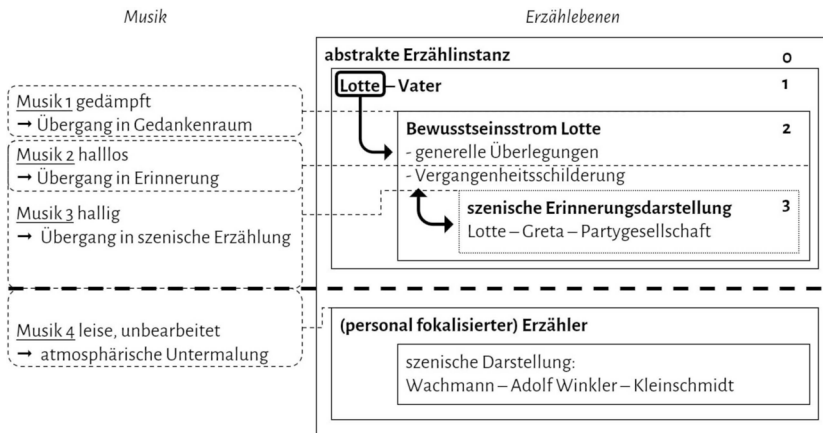 Musik
Erzählebenen
abstrakte Erzählinstanz 0
Lotte – Vater 1
Musik 1 gedämpft
→ Übergang in Gedankenraum
Bewusstseinsstrom Lotte 2
- generelle Überlegungen
Musik 2 halllos
→ Übergang in Erinnerung
- Vergangenheitsschilderung
Musik 3 hallig
→ Übergang in szenische Erzählung
szenische Erinnerungsdarstellung 3
Lotte – Greta – Partygesellschaft
Musik 4 leise, unbearbeitet
→ atmosphärische Untermalung
(personal fokalisierter) Erzähler
szenische Darstellung:
Wachmann – Adolf Winkler – Kleinschmidt